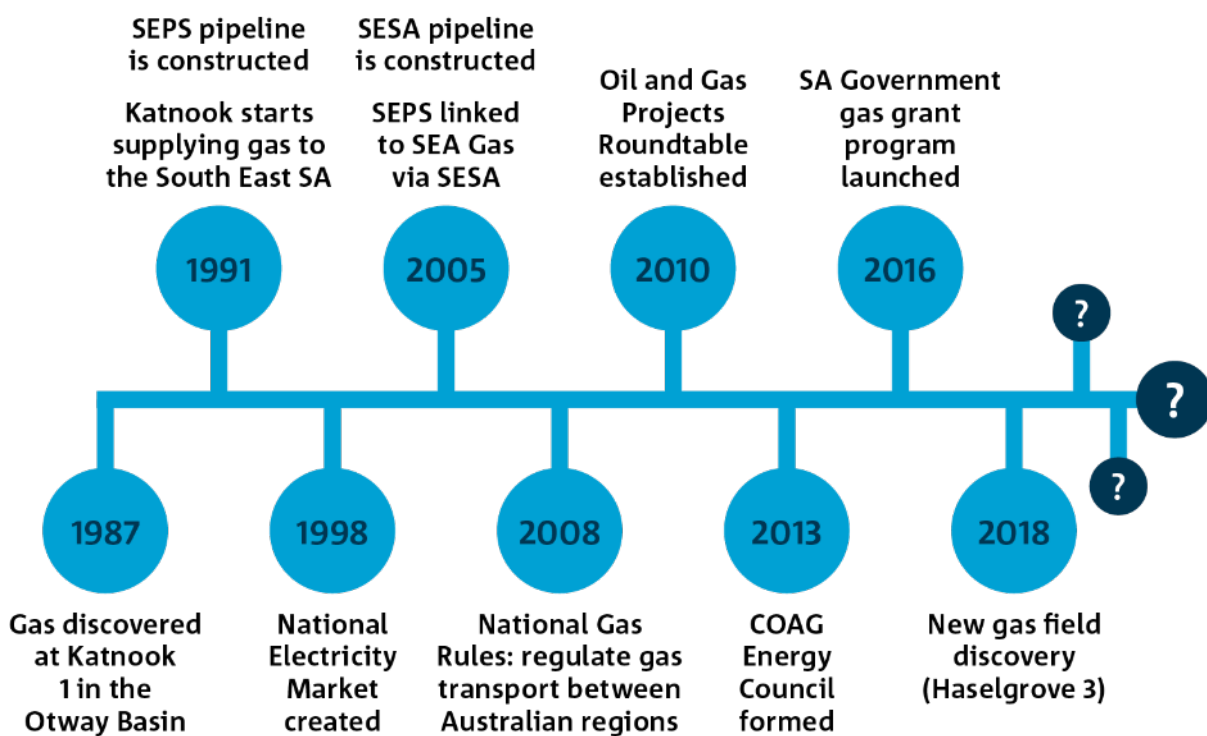 SEPS pipeline
is constructed
Katnook starts
supplying gas to
the South East SA
1991
SESA pipeline
is constructed
SEPS linked
to SEA Gas
via SESA
2005
Oil and Gas
Projects
Roundtable
established
2010
SA Government
gas grant
program
launched
2016
?
?
?
1987
Gas discovered
at Katnook
1 in the
Otway Basin
1998
National
Electricity
Market
created
2008
National Gas
Rules: regulate gas
transport between
Australian regions
2013
COAG
Energy
Council
formed
2018
New gas field
discovery
(Haselgrove 3)